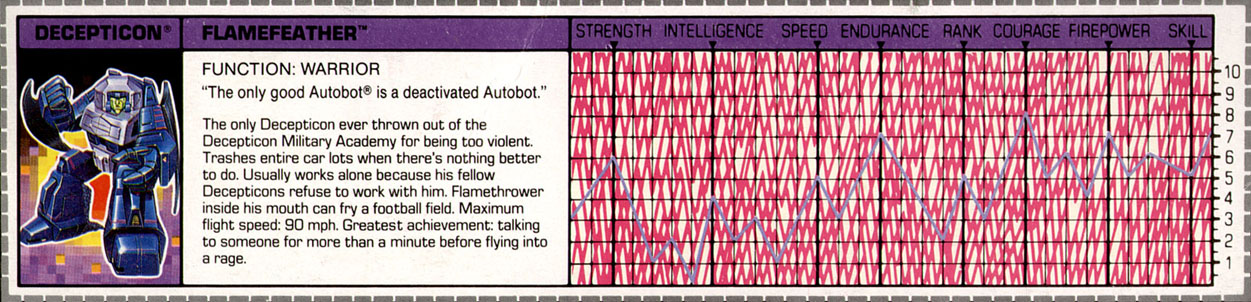 DECEPTICON®
FLAMEFEATHER™
STRENGTH INTELLIGENCE SPEED ENDURANCE RANK COURAGE FIREPOWER SKILL
FUNCTION: WARRIOR
“The only good Autobot® is a deactivated Autobot.”
The only Decepticon ever thrown out of the
Decepticon Military Academy for being too violent.
Trashes entire car lots when there's nothing better
to do. Usually works alone because his fellow
Decepticons refuse to work with him. Flamethrower
inside his mouth can fry a football field. Maximum
flight speed: 90 mph. Greatest achievement: talking
to someone for more than a minute before flying into
a rage.
10
9
8
7
6
5
4
3
2
1